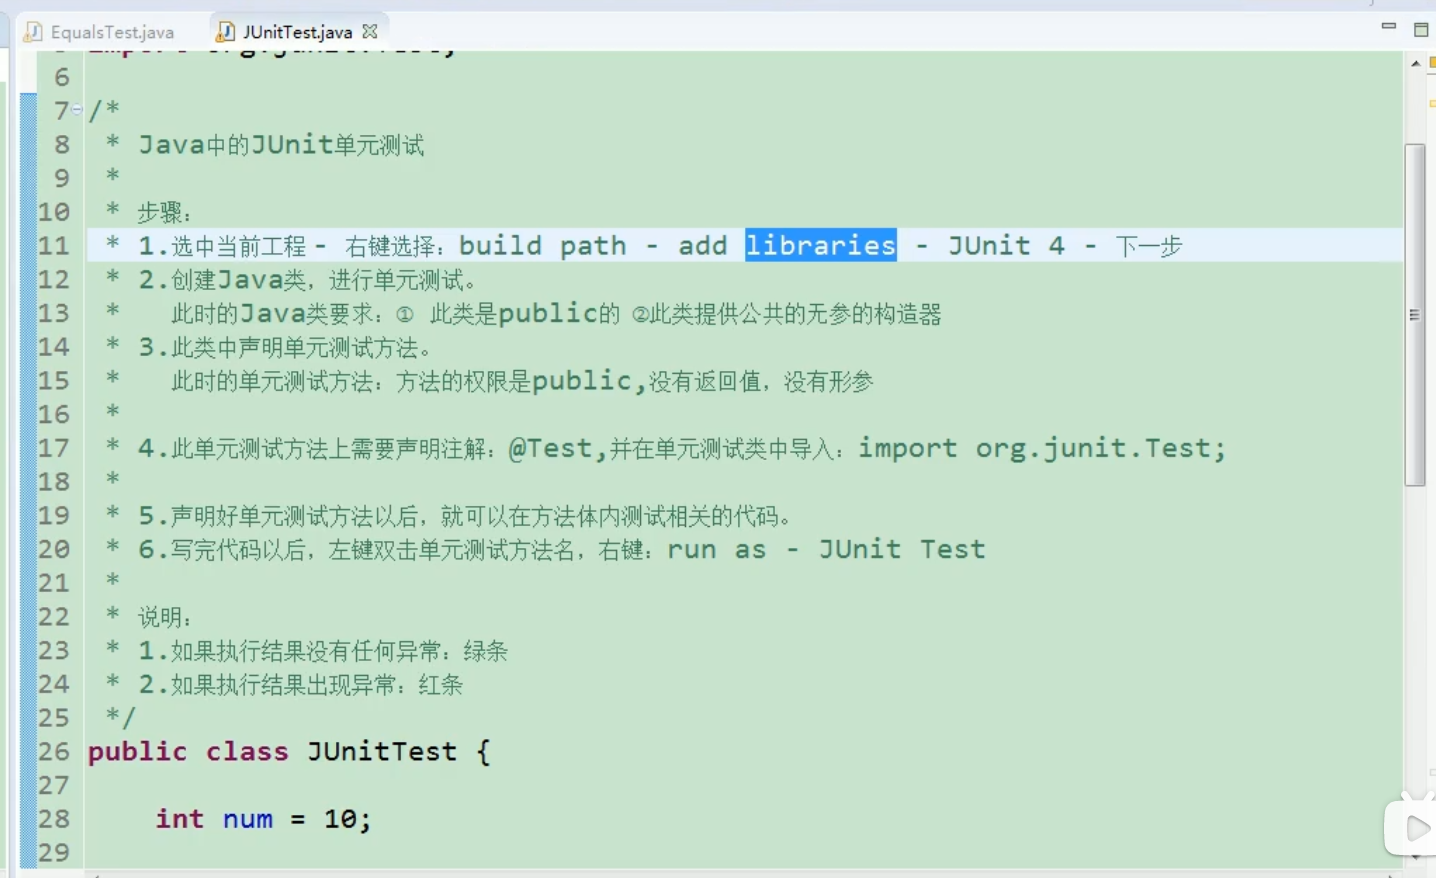 EqualsTest.java
JUnitTest.java
6
7 /*
8 * Java中的JUnit单元测试
9 *
10 * 步骤：
11 * 1.选中当前工程 - 右键选择：build path - add libraries - JUnit 4 - 下一步
12 * 2.创建Java类，进行单元测试。
13 * 此时的Java类要求：① 此类是public的 ②此类提供公共的无参的构造器
14 * 3.此类中声明单元测试方法。
15 * 此时的单元测试方法：方法的权限是public,没有返回值，没有形参
16 *
17 * 4.此单元测试方法上需要声明注解：@Test,并在单元测试类中导入：import org.junit.Test;
18 *
19 * 5.声明好单元测试方法以后，就可以在方法体内测试相关的代码。
20 * 6.写完代码以后，左键双击单元测试方法名，右键：run as - JUnit Test
21 *
22 * 说明：
23 * 1.如果执行结果没有任何异常：绿条
24 * 2.如果执行结果出现异常：红条
25 */
26 public class JUnitTest {
27
28 int num = 10;
29